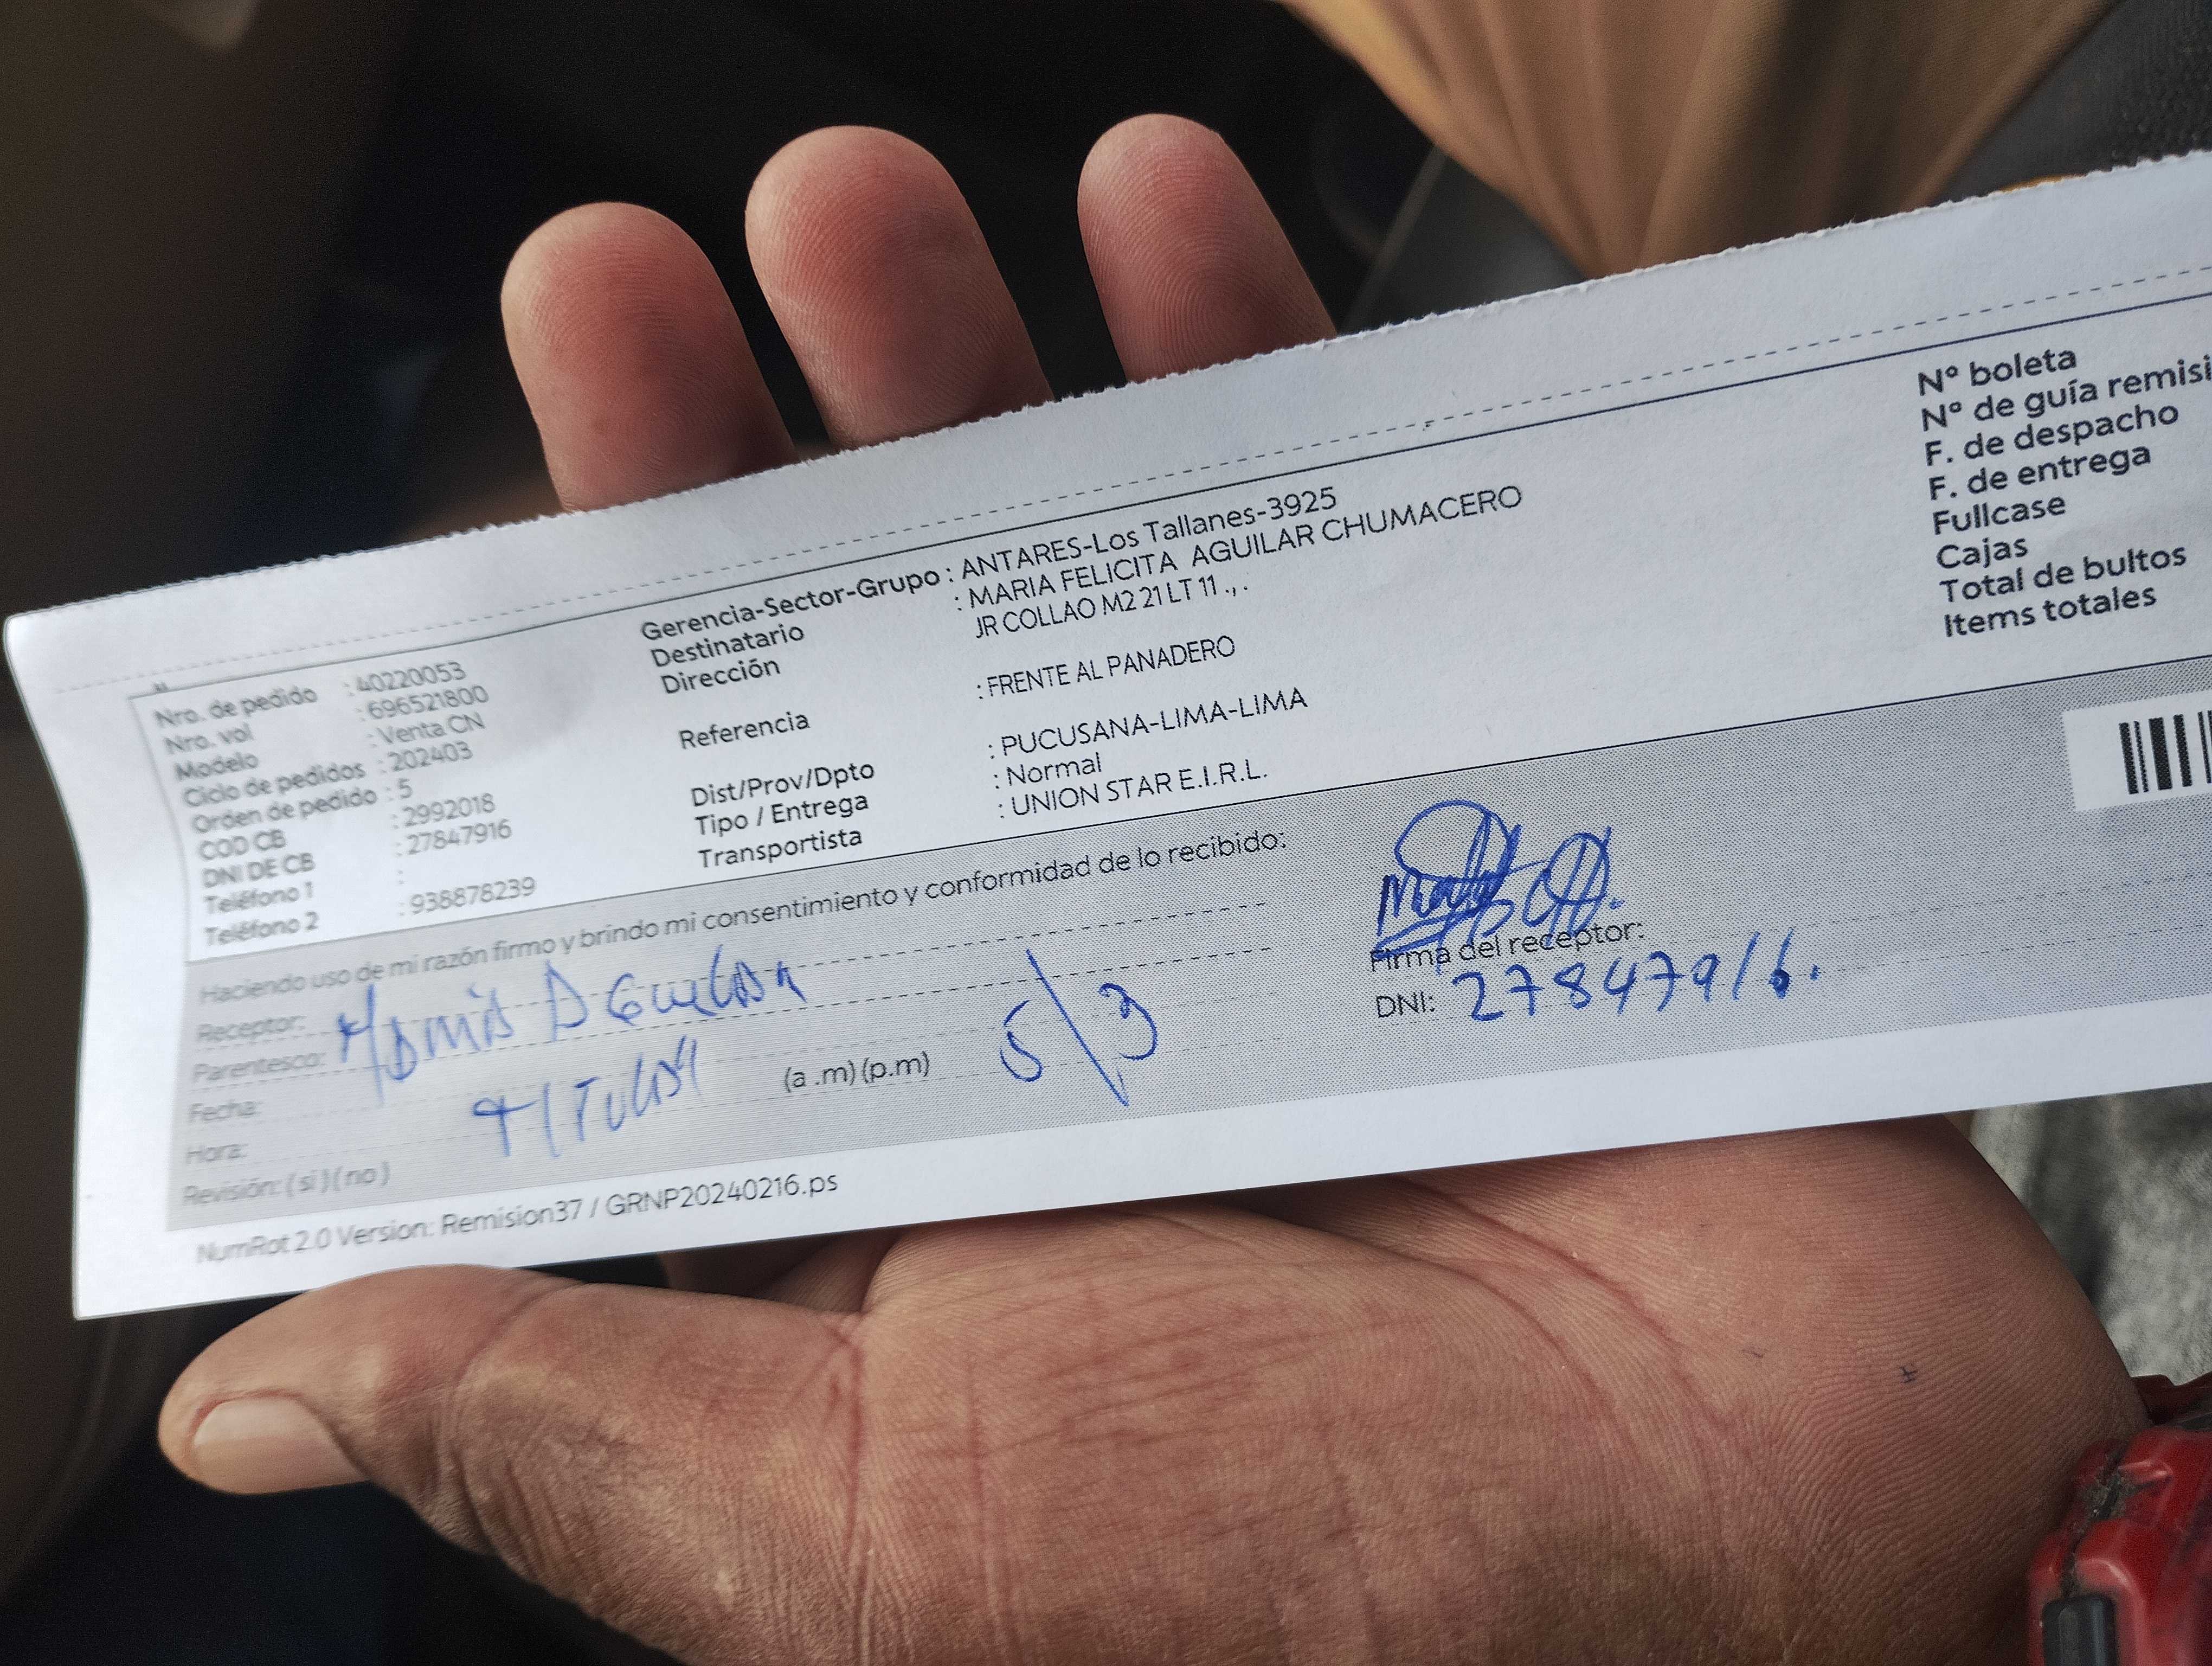 Nro. de pedido : 40220053
Nro. vol : 696521800
Modelo : Venta CN
Ciclo de pedidos : 202403
Orden de pedido : 5
COD CB : 2992018
DNI DE CB : 27847916
Teléfono 1 :
Teléfono 2 : 938878239
Gerencia-Sector-Grupo : ANTARES-Los Tallanes-3925
Destinatario : MARIA FELICITA AGUILAR CHUMACERO
Dirección JR COLLAO M2 21 LT 11 ., .
Referencia : FRENTE AL PANADERO
Dist/Prov/Dpto : PUCUSANA-LIMA-LIMA
Tipo / Entrega : Normal
Transportista : UNION STAR E.I.R.L.
N° boleta
N° de guía remisi
F. de despacho
F. de entrega
Fullcase
Cajas
Total de bultos
Items totales
Haciendo uso de mi razón firmo y brindo mi consentimiento y conformidad de lo recibido:
Receptor:
Parentesco:
Fecha:
Hora: (a .m) (p.m) 5/3
Revisión: ( si ) ( no )
Firma del receptor:
DNI: 27847916.
NumRot 2.0 Version: Remision37 / GRNP20240216.ps